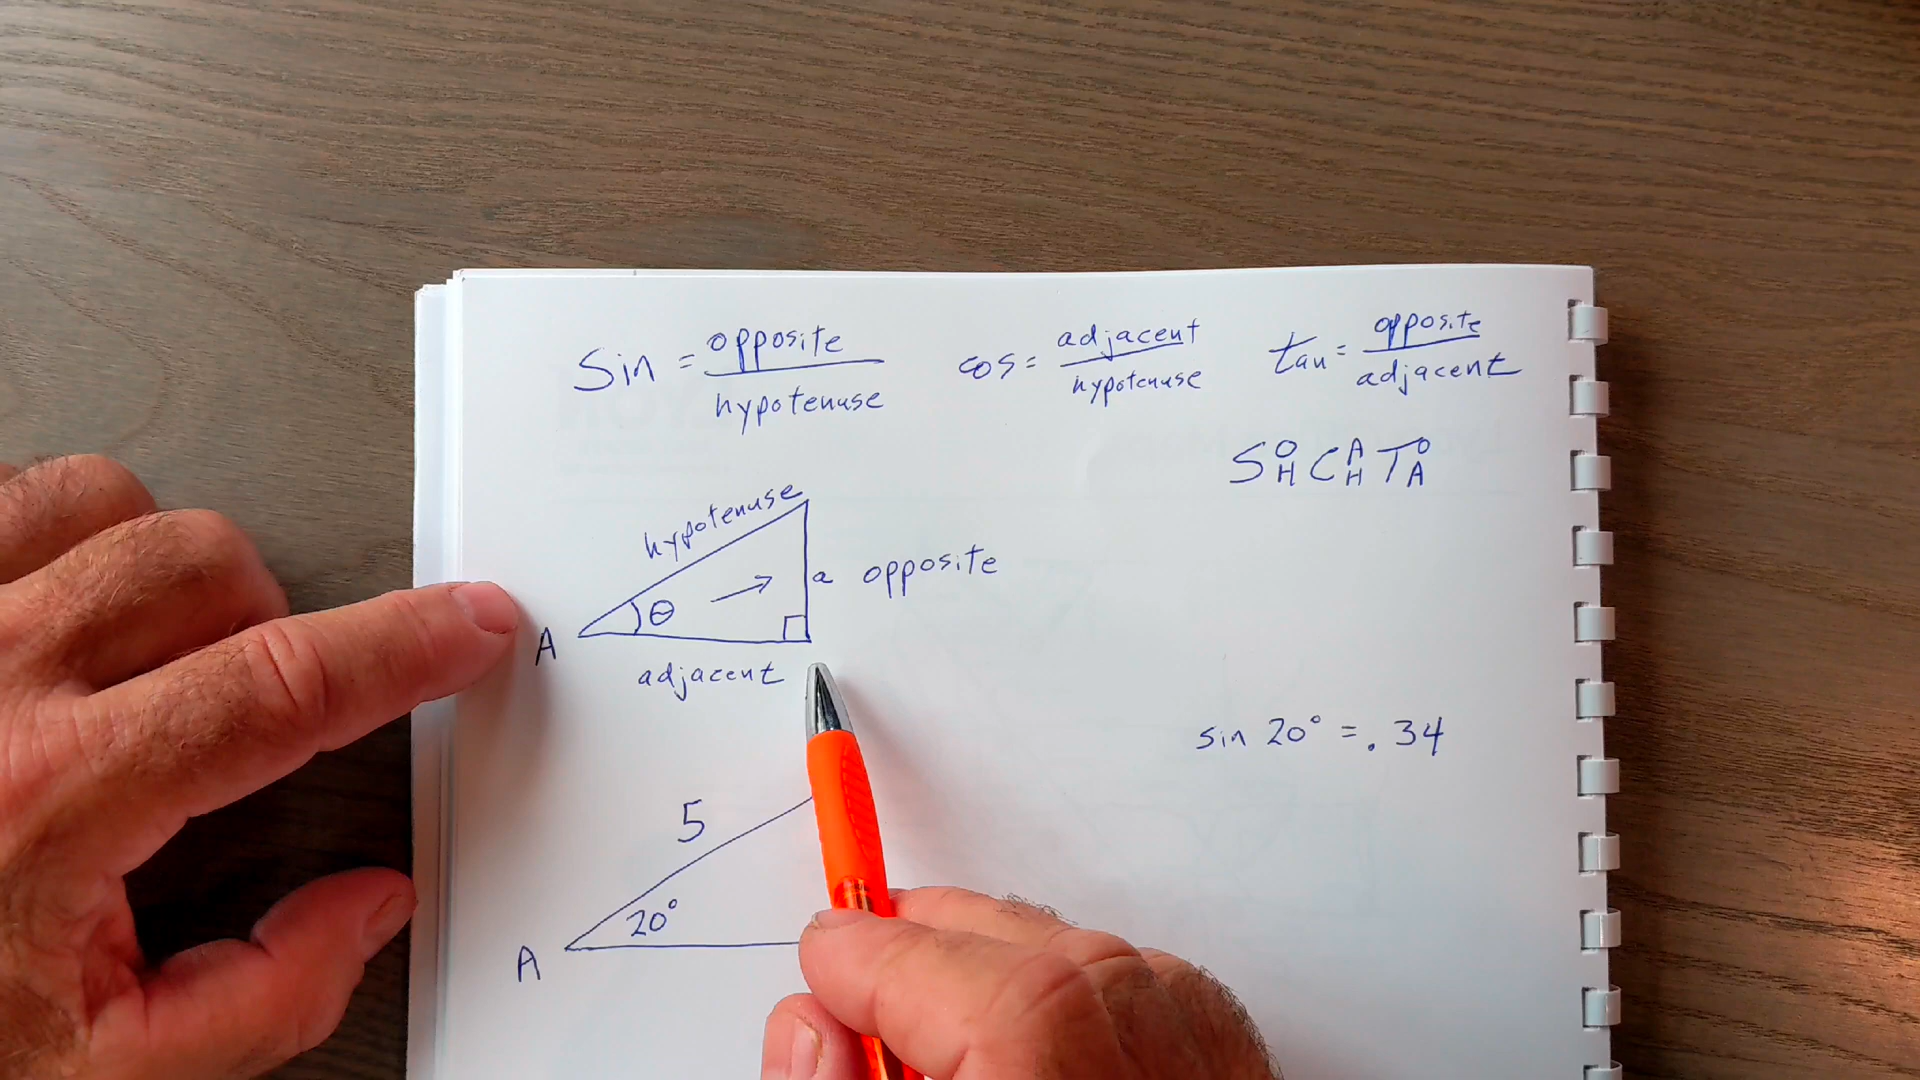 Sin = opposite / hypotenuse cos = adjacent / hypotenuse tan = opposite / adjacent
S O/H C A/H T O/A
hypotenuse
θ → a opposite
A
adjacent
sin 20° = .34
5
20°
A